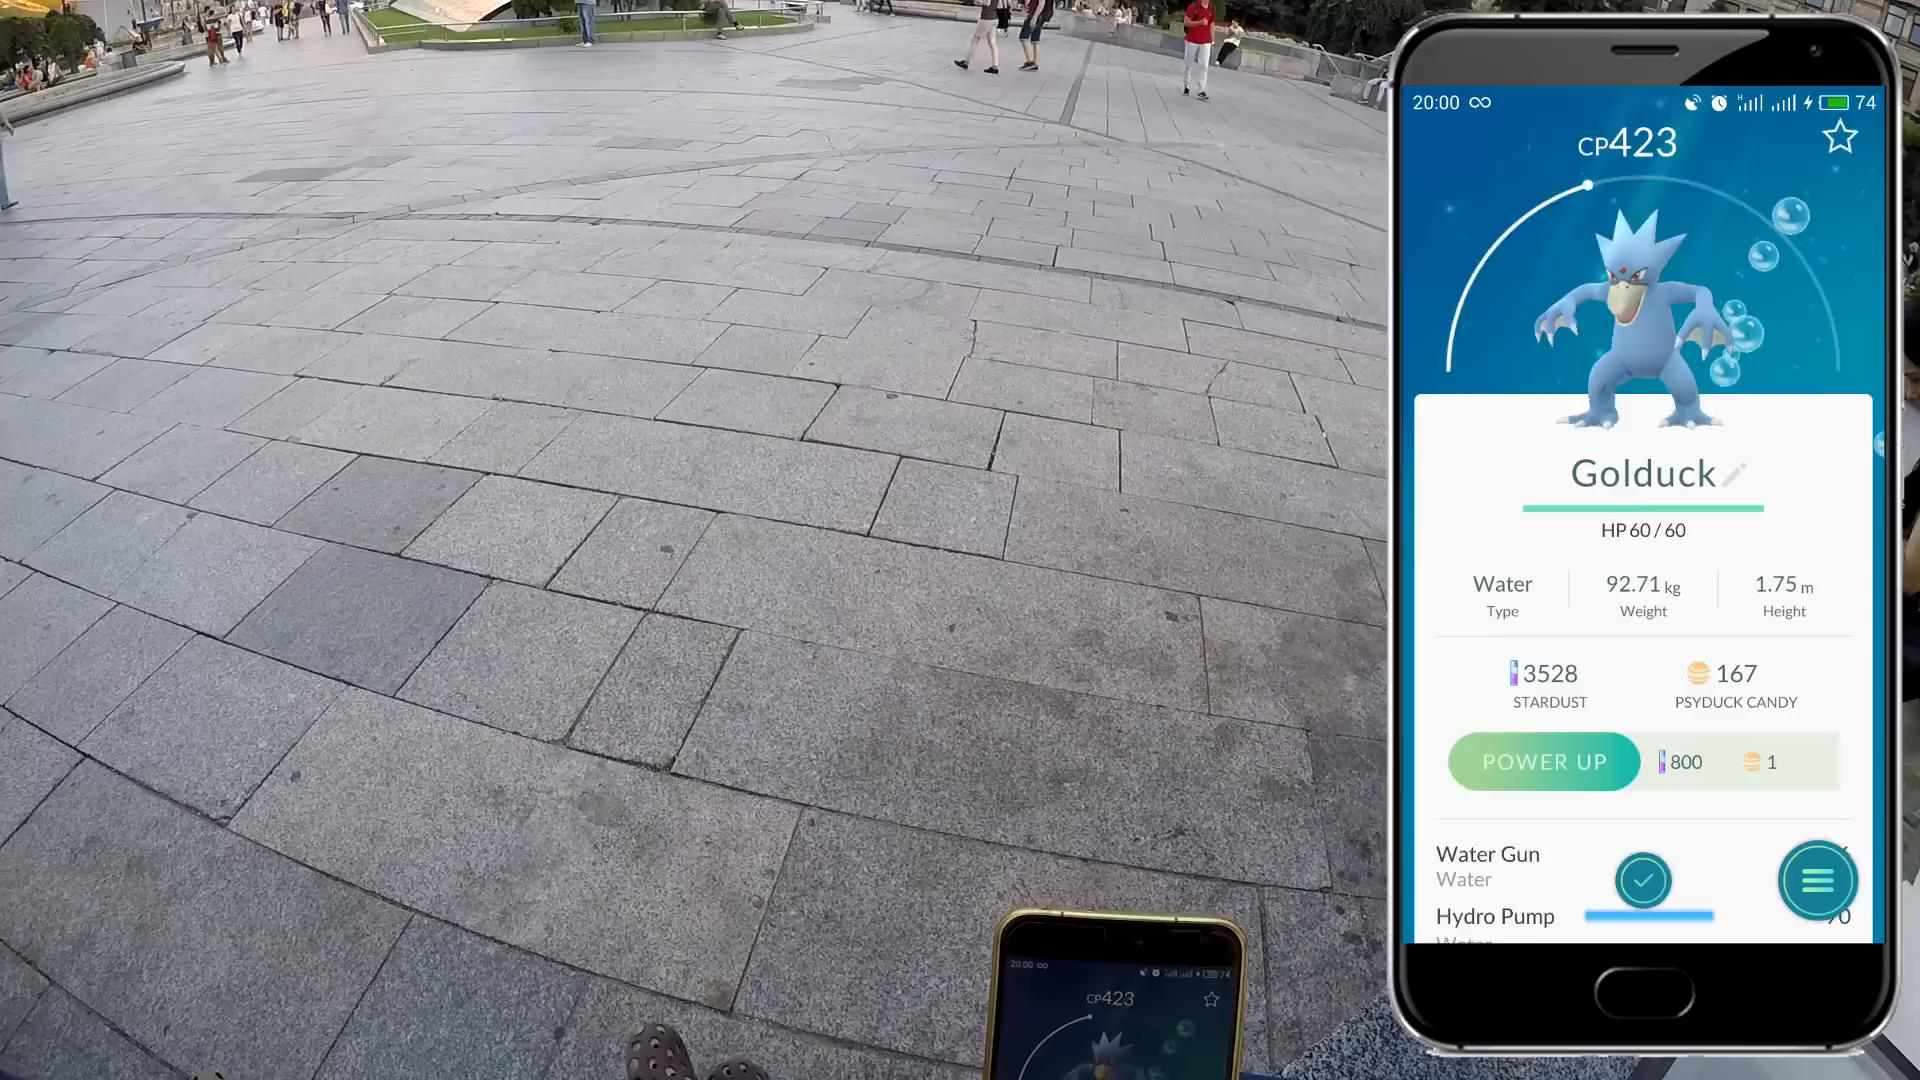 20:00 74
CP423
Golduck
HP 60 / 60
Water 92.71 kg 1.75 m
Type Weight Height
3528 167
STARDUST PSYDUCK CANDY
POWER UP 800 1
Water Gun
Water
Hydro Pump
20:00 74
CP423